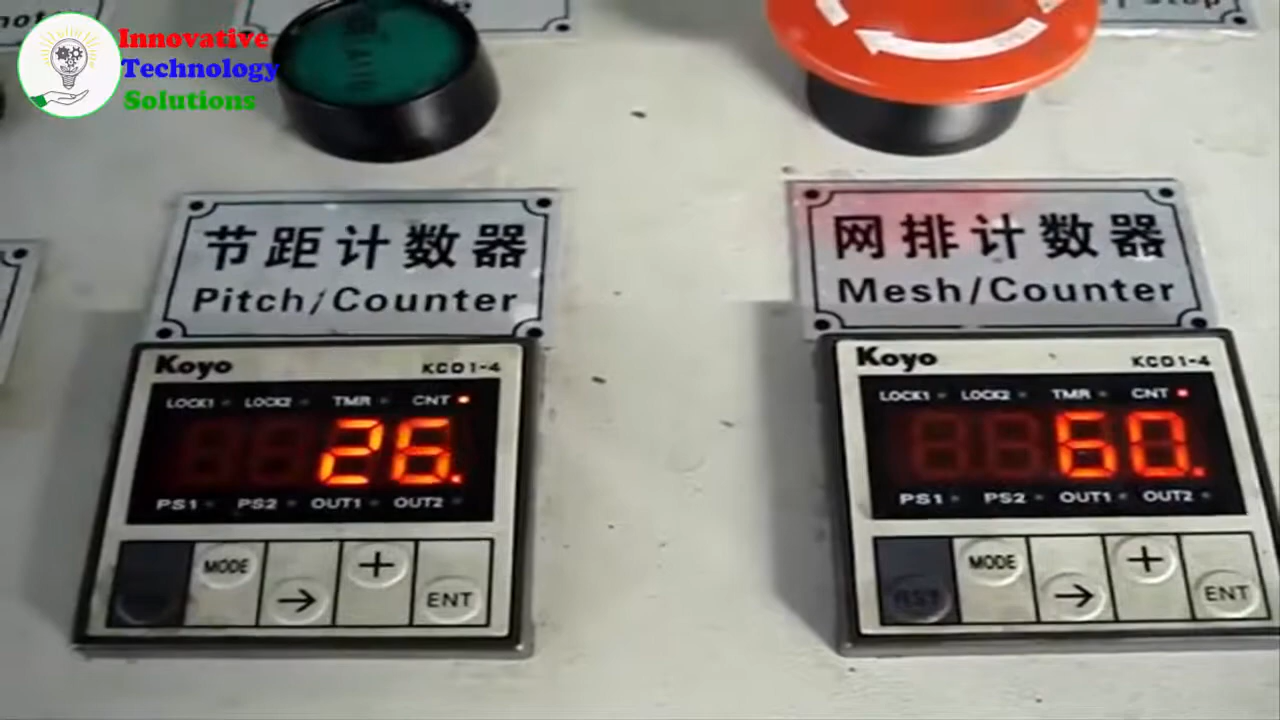 Innovative
Technology
Solutions
节距计数器
Pitch/Counter
网排计数器
Mesh/Counter
Koyo KC01-4
LOCK1 LOCK2 TMR CNT
26.
PS1 PS2 OUT1 OUT2
MODE + → ENT
Koyo KC01-4
LOCK1 LOCK2 TMR CNT
60.
PS1 PS2 OUT1 OUT2
RST MODE + → ENT